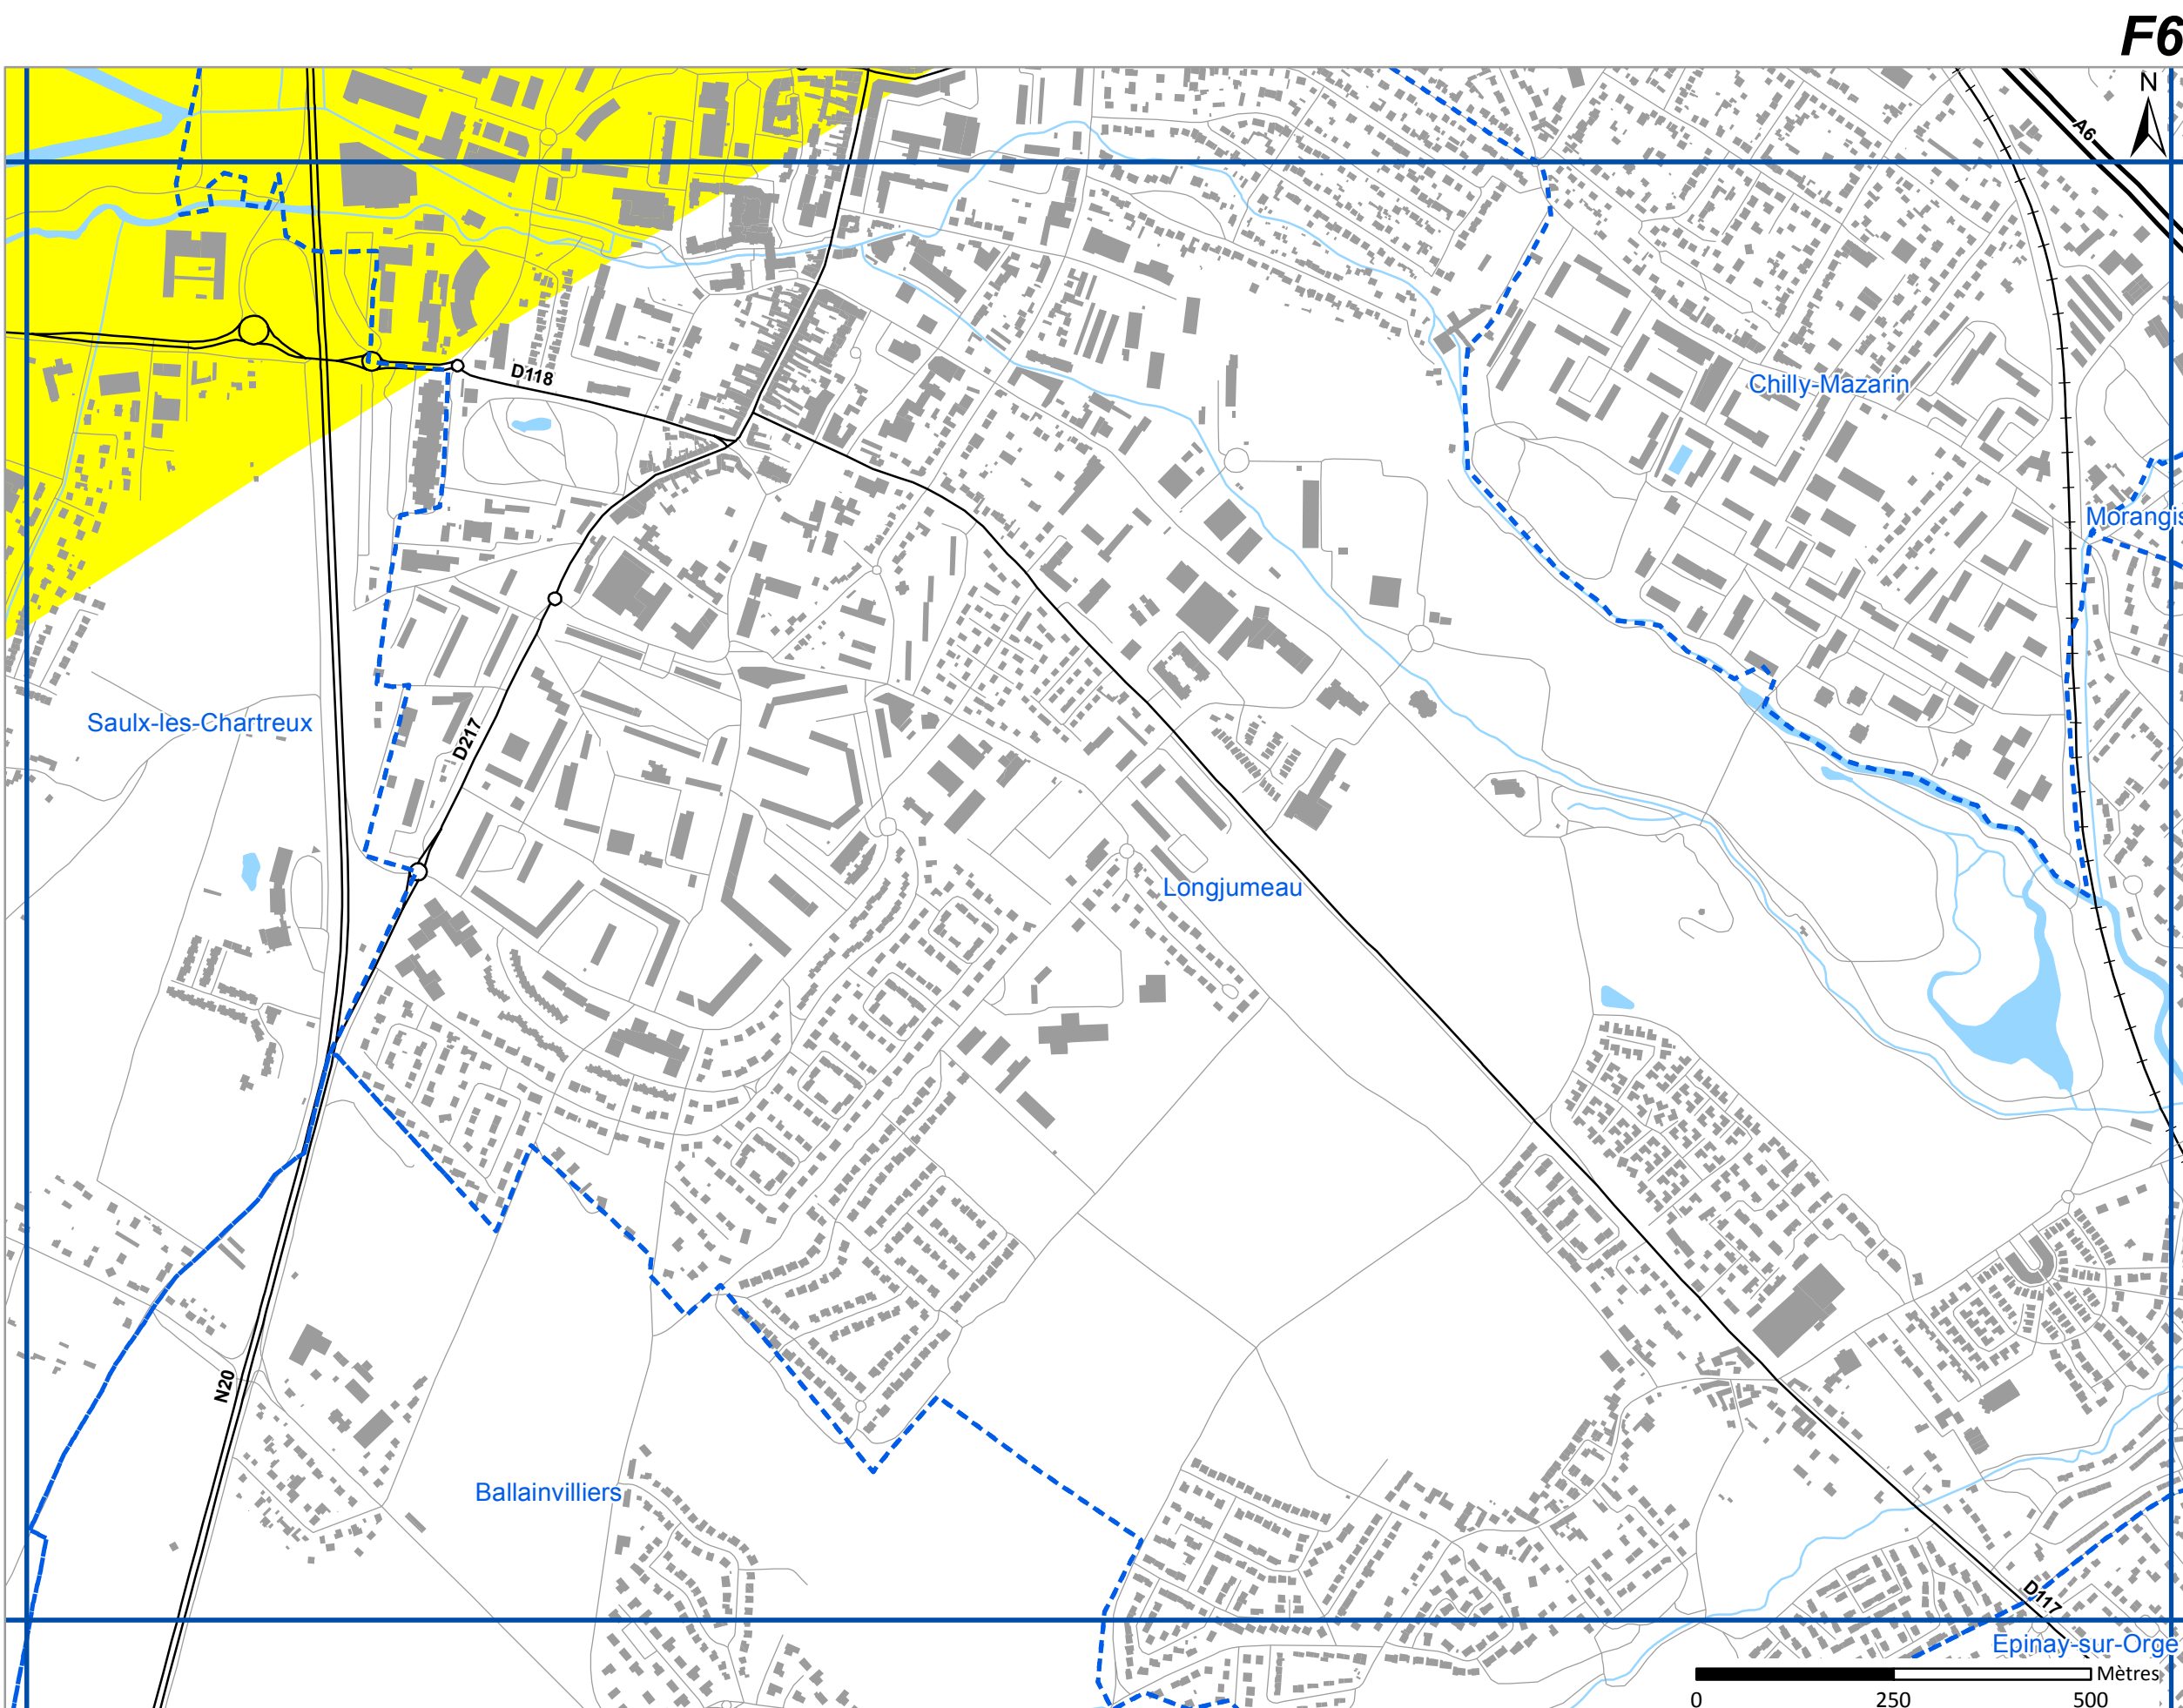 F6
N
A6
Chilly-Mazarin
D118
Morangis
Saulx-les-Chartreux
D217
Longjumeau
N20
Ballainvilliers
D117
Epinay-sur-Orge
Mètres
0 250 500